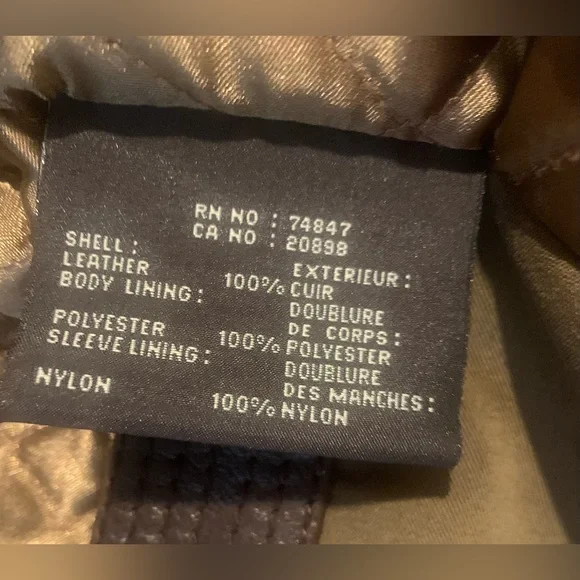 RN NO : 74847
CA NO : 20898
SHELL :
LEATHER 100%
BODY LINING :
POLYESTER 100%
SLEEVE LINING :
NYLON 100%
EXTERIEUR :
CUIR
DOUBLURE
DE CORPS :
POLYESTER
DOUBLURE
DES MANCHES :
NYLON